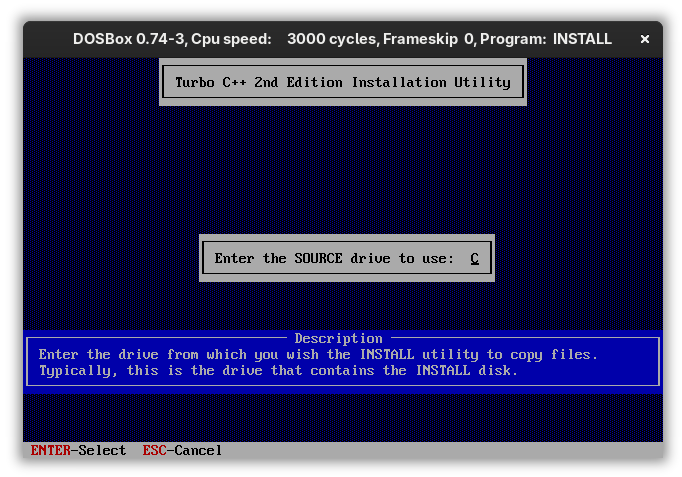 DOSBox 0.74-3, Cpu speed: 3000 cycles, Frameskip 0, Program: INSTALL
Turbo C++ 2nd Edition Installation Utility
Enter the SOURCE drive to use: C
Description
Enter the drive from which you wish the INSTALL utility to copy files.
Typically, this is the drive that contains the INSTALL disk.
ENTER-Select ESC-Cancel